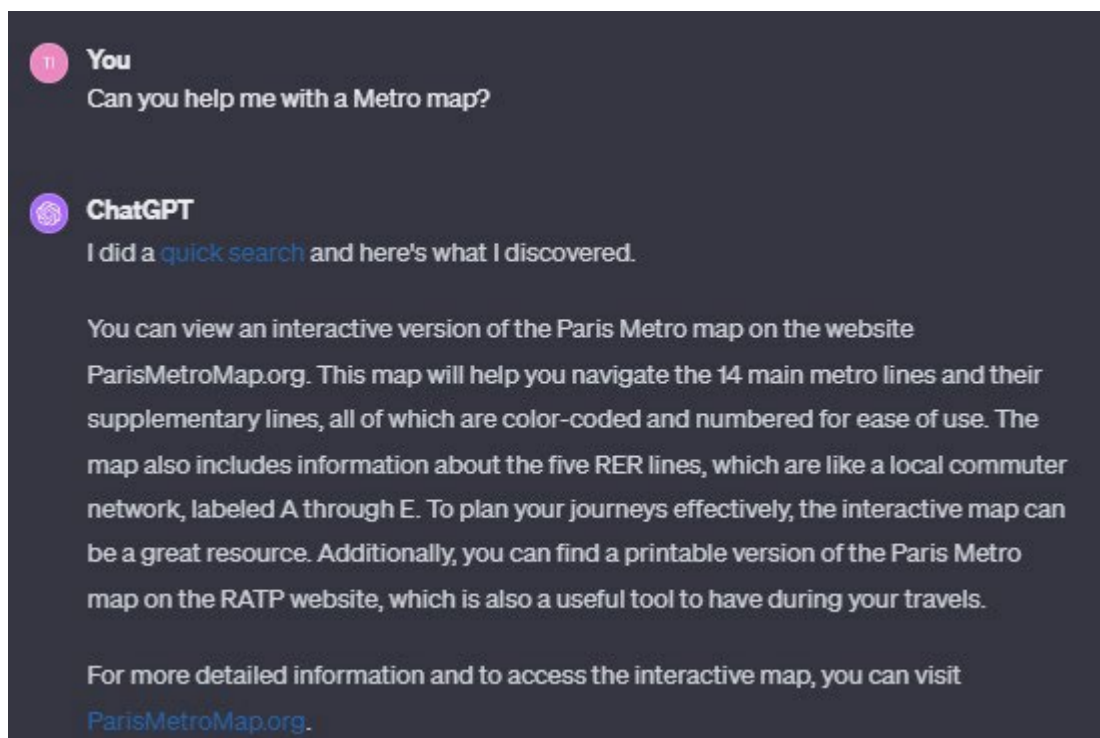 TI
You
Can you help me with a Metro map?
ChatGPT
I did a quick search and here's what I discovered.
You can view an interactive version of the Paris Metro map on the website
ParisMetroMap.org. This map will help you navigate the 14 main metro lines and their
supplementary lines, all of which are color-coded and numbered for ease of use. The
map also includes information about the five RER lines, which are like a local commuter
network, labeled A through E. To plan your journeys effectively, the interactive map can
be a great resource. Additionally, you can find a printable version of the Paris Metro
map on the RATP website, which is also a useful tool to have during your travels.
For more detailed information and to access the interactive map, you can visit
ParisMetroMap.org.